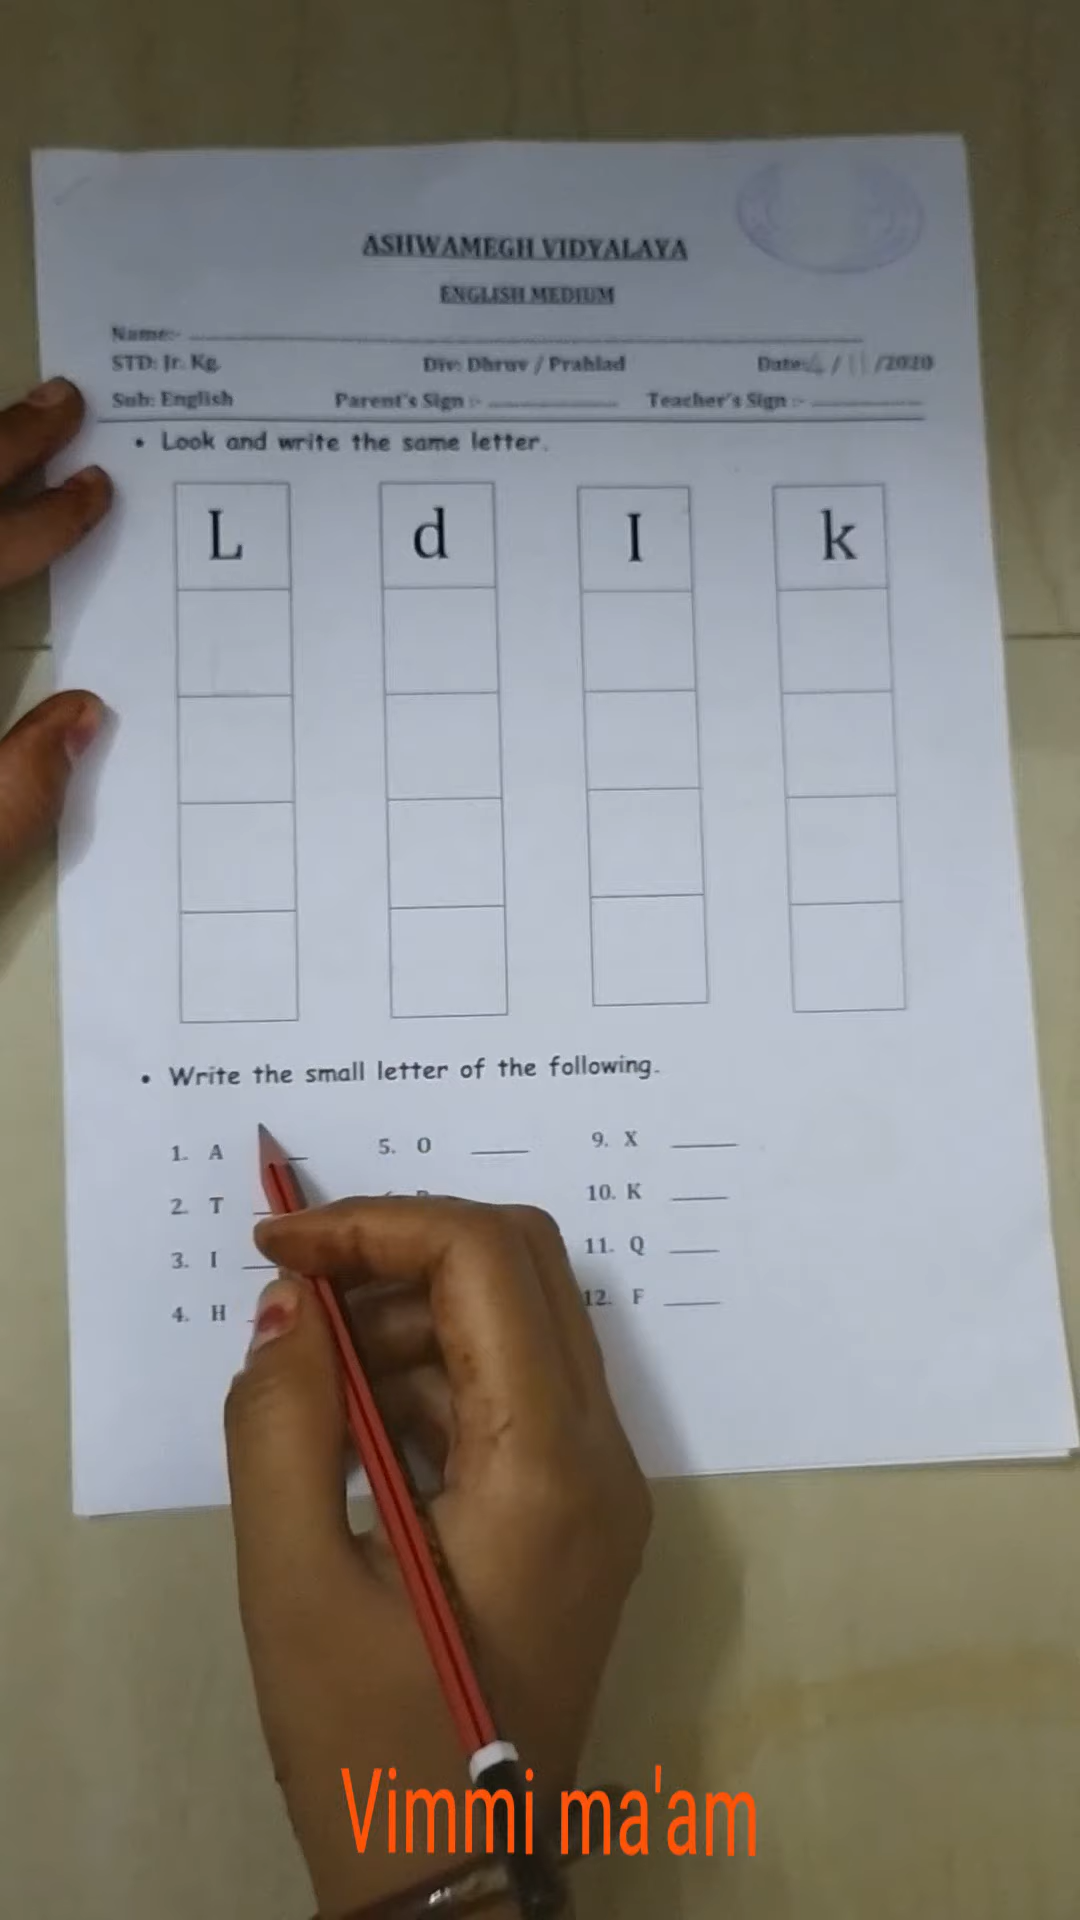 ASHWAMEGH VIDYALAYA
ENGLISH MEDIUM
Name:-
STD: Jr. Kg. Div: Dhruv / Prahlad Date: / 11 /2020
Sub: English Parent's Sign :- Teacher's Sign :-
• Look and write the same letter.
L d I k
• Write the small letter of the following.
1. A 5. O 9. X
2. T 10. K
3. I 11. Q
4. H 12. F
Vimmi ma'am